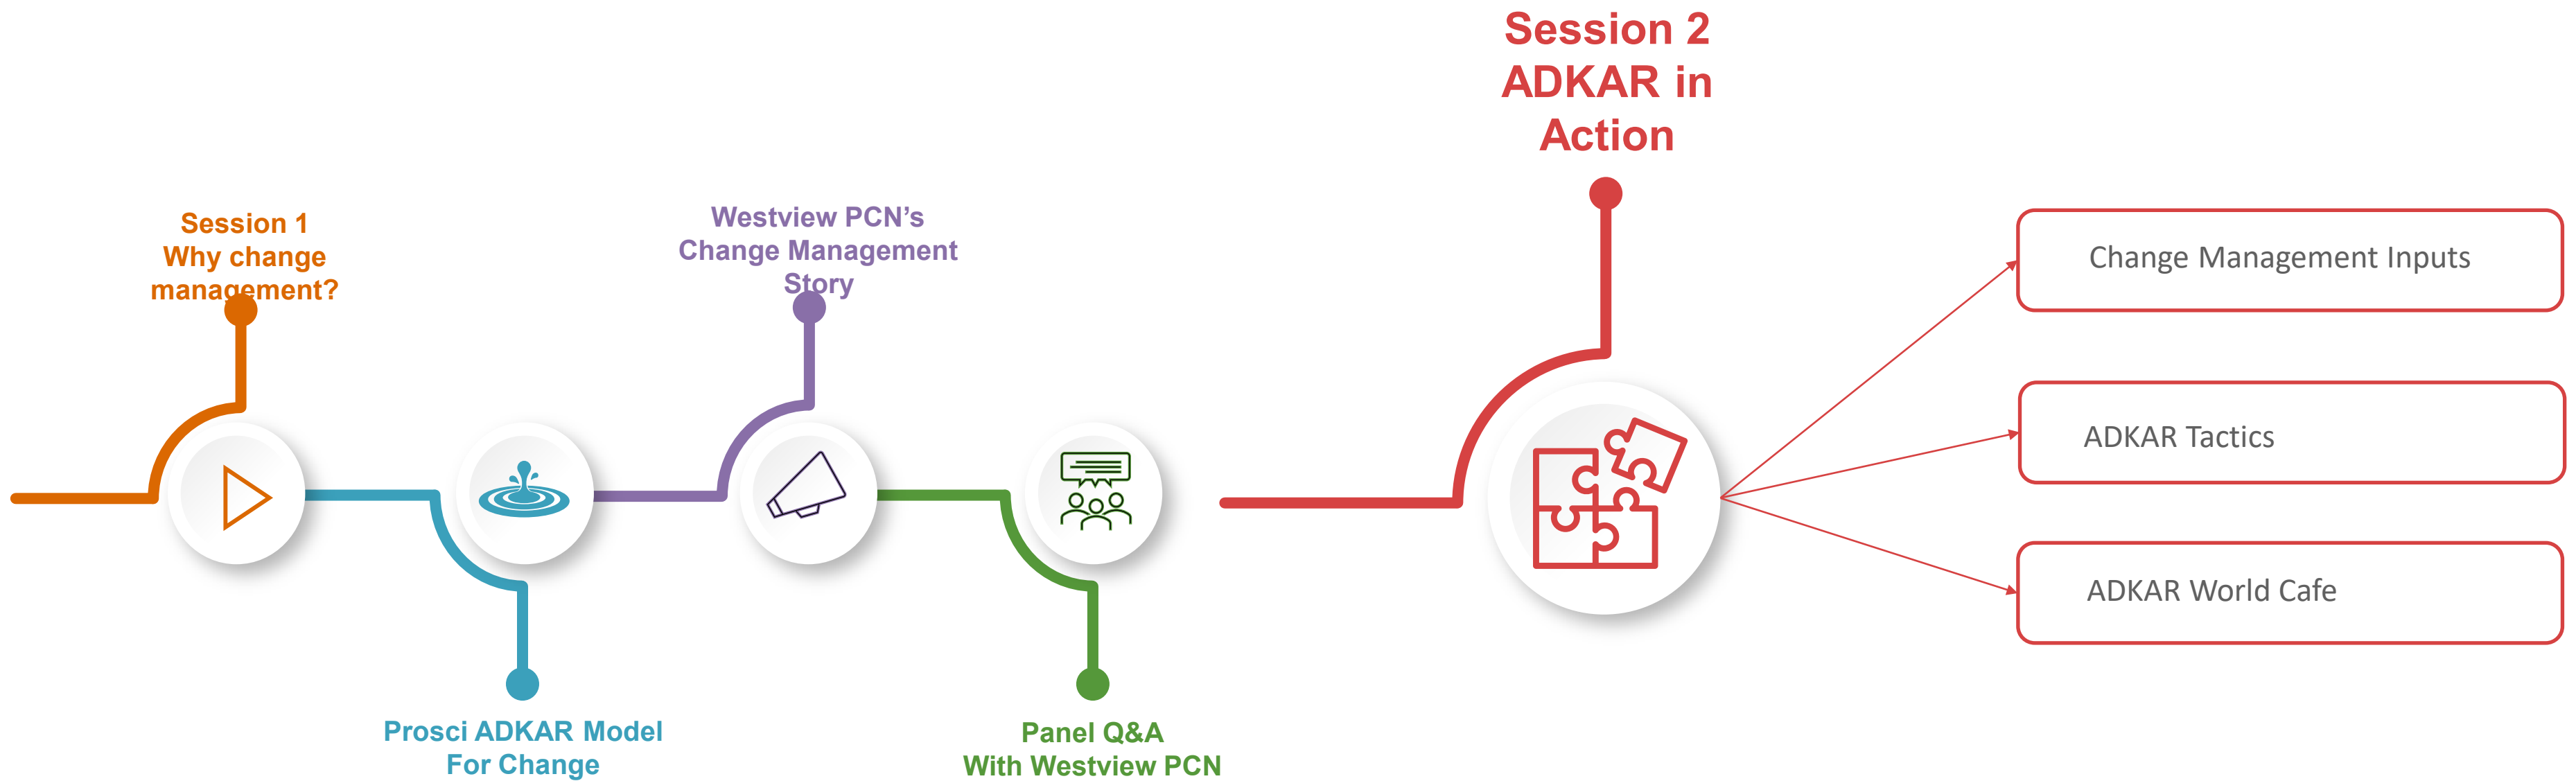 Session 1
Why change
management?
Prosci ADKAR Model
For Change
Westview PCN’s
Change Management
Story
Panel Q&A
With Westview PCN
Session 2
ADKAR in
Action
Change Management Inputs
ADKAR Tactics
ADKAR World Cafe